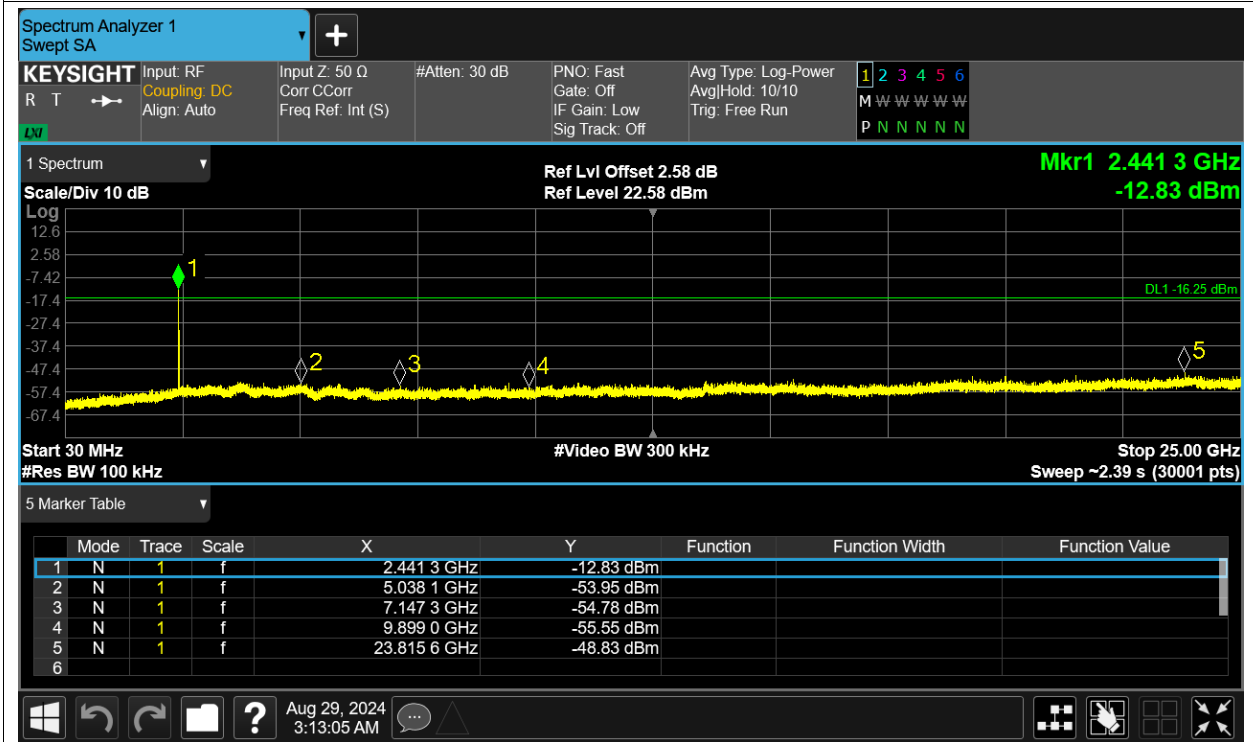 Spectrum Analyzer 1
Swept SA
+
KEYSIGHT
R T
LXI
Input: RF
Coupling: DC
Align: Auto
Input Z: 50 Ω
Corr CCorr
Freq Ref: Int (S)
#Atten: 30 dB
PNO: Fast
Gate: Off
IF Gain: Low
Sig Track: Off
Avg Type: Log-Power
Avg|Hold: 10/10
Trig: Free Run
1 2 3 4 5 6
M W W W W W
P N N N N N
1 Spectrum
Scale/Div 10 dB
Ref Lvl Offset 2.58 dB
Ref Level 22.58 dBm
Mkr1 2.441 3 GHz
-12.83 dBm
Log
12.6
2.58
-7.42
-17.4
-27.4
-37.4
-47.4
-57.4
-67.4
1
2
3
4
5
DL1 -16.25 dBm
Start 30 MHz
#Res BW 100 kHz
#Video BW 300 kHz
Stop 25.00 GHz
Sweep ~2.39 s (30001 pts)
5 Marker Table
Mode Trace Scale X Y Function Function Width Function Value
1 N 1 f 2.441 3 GHz -12.83 dBm
2 N 1 f 5.038 1 GHz -53.95 dBm
3 N 1 f 7.147 3 GHz -54.78 dBm
4 N 1 f 9.899 0 GHz -55.55 dBm
5 N 1 f 23.815 6 GHz -48.83 dBm
6
?
Aug 29, 2024
3:13:05 AM